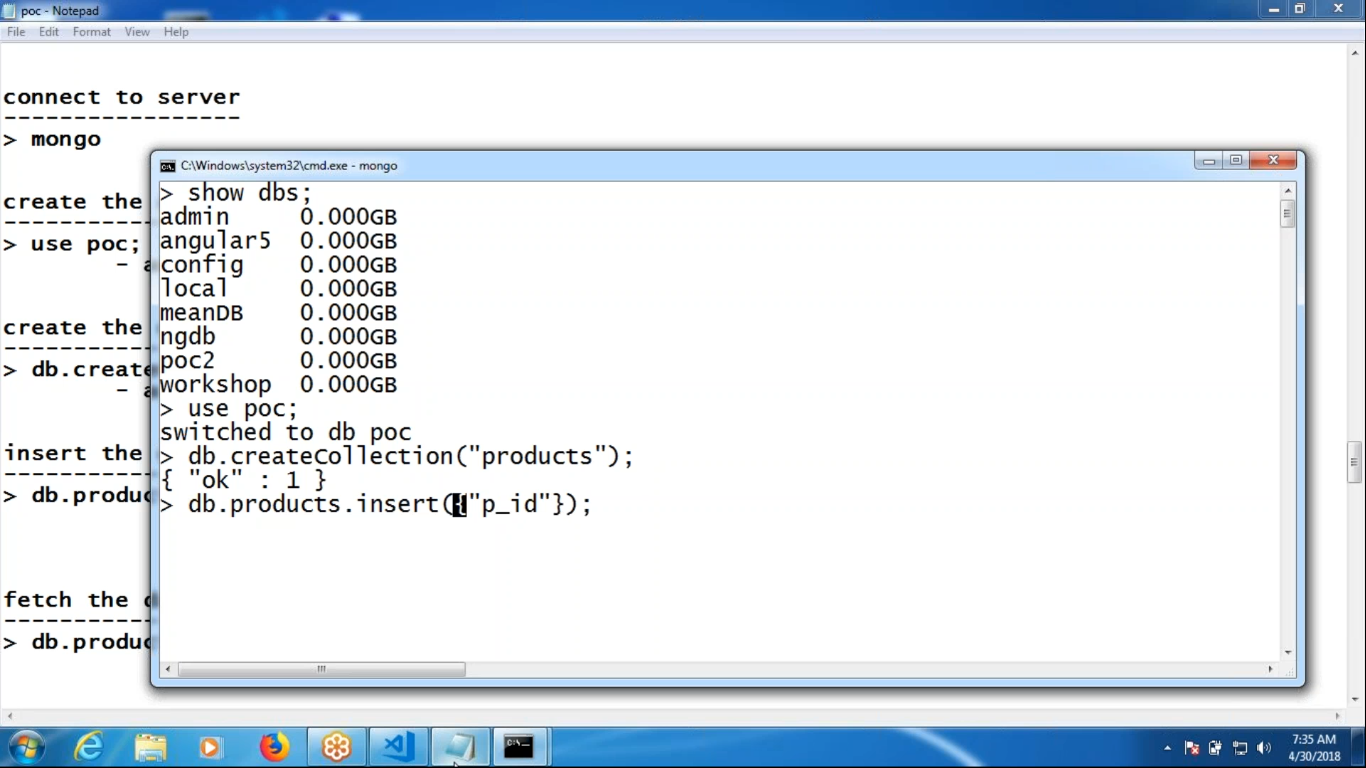 poc - Notepad
File Edit Format View Help
connect to server
-----------------
> mongo
create the
> use poc;
-
create the
> db.create
-
insert the
> db.produc
fetch the
> db.produc
C:\Windows\system32\cmd.exe - mongo
> show dbs;
admin 0.000GB
angular5 0.000GB
config 0.000GB
local 0.000GB
meanDB 0.000GB
ngdb 0.000GB
poc2 0.000GB
workshop 0.000GB
> use poc;
switched to db poc
> db.createCollection("products");
{ "ok" : 1 }
> db.products.insert({"p_id"});
7:35 AM
4/30/2018